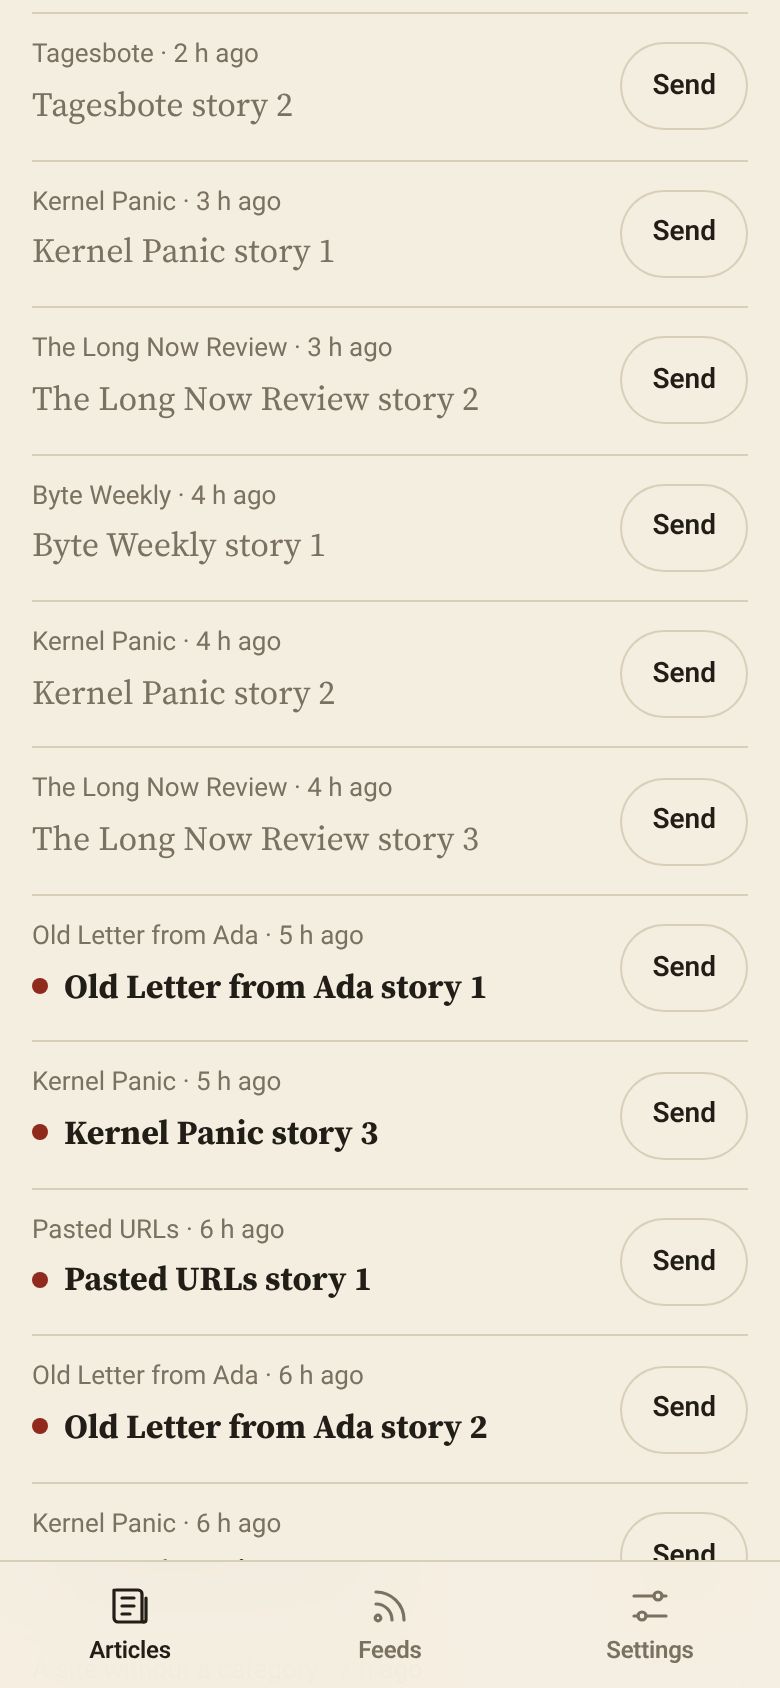 Tagesbote · 2 h ago
Tagesbote story 2
Send
Kernel Panic · 3 h ago
Kernel Panic story 1
Send
The Long Now Review · 3 h ago
The Long Now Review story 2
Send
Byte Weekly · 4 h ago
Byte Weekly story 1
Send
Kernel Panic · 4 h ago
Kernel Panic story 2
Send
The Long Now Review · 4 h ago
The Long Now Review story 3
Send
Old Letter from Ada · 5 h ago
Old Letter from Ada story 1
Send
Kernel Panic · 5 h ago
Kernel Panic story 3
Send
Pasted URLs · 6 h ago
Pasted URLs story 1
Send
Old Letter from Ada · 6 h ago
Old Letter from Ada story 2
Send
Kernel Panic · 6 h ago
Send
Articles
Feeds
Settings
A site without a category · h ago